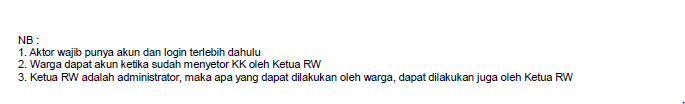 NB :
1. Aktor wajib punya akun dan login terlebih dahulu
2. Warga dapat akun ketika sudah menyetor KK oleh Ketua RW
3. Ketua RW adalah administrator, maka apa yang dapat dilakukan oleh warga, dapat dilakukan juga oleh Ketua RW